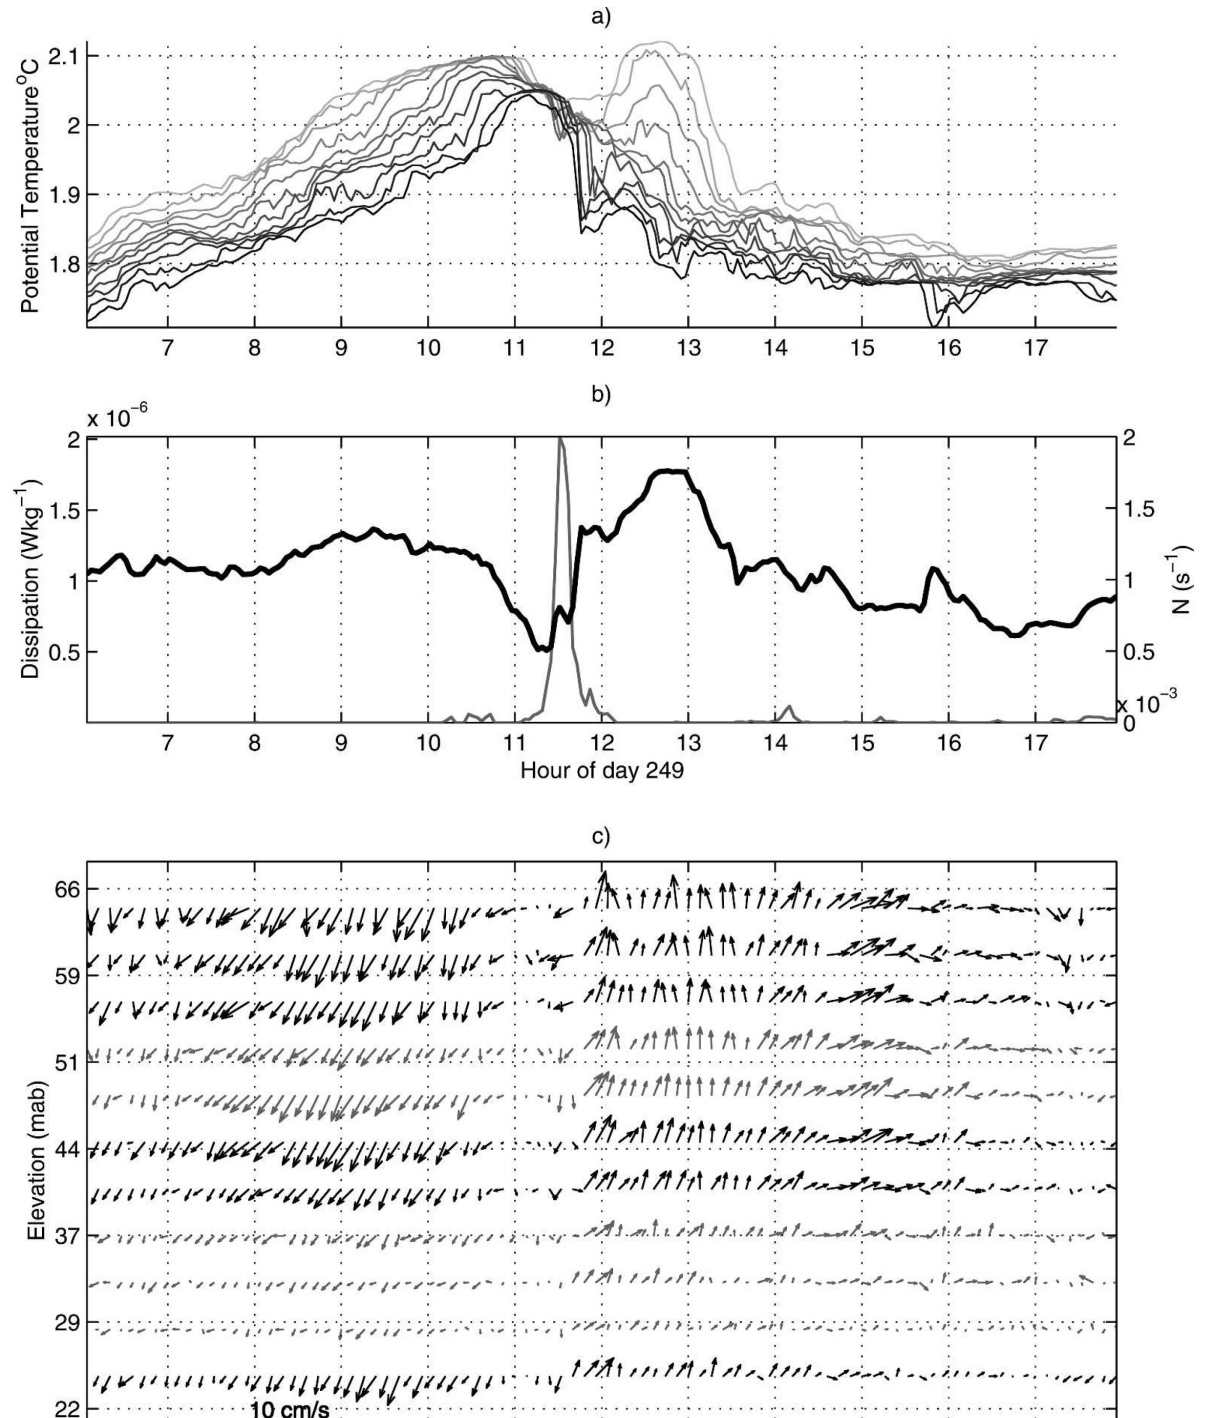 a)
Potential Temperature°C
2.1
2
1.9
1.8
7 8 9 10 11 12 13 14 15 16 17
b)
x 10⁻⁶
Dissipation (Wkg⁻¹)
2
1.5
1
0.5
2
1.5
1
0.5
0
x 10⁻³
N (s⁻¹)
7 8 9 10 11 12 13 14 15 16 17
Hour of day 249
c)
Elevation (mab)
66
59
51
44
37
29
22
10 cm/s